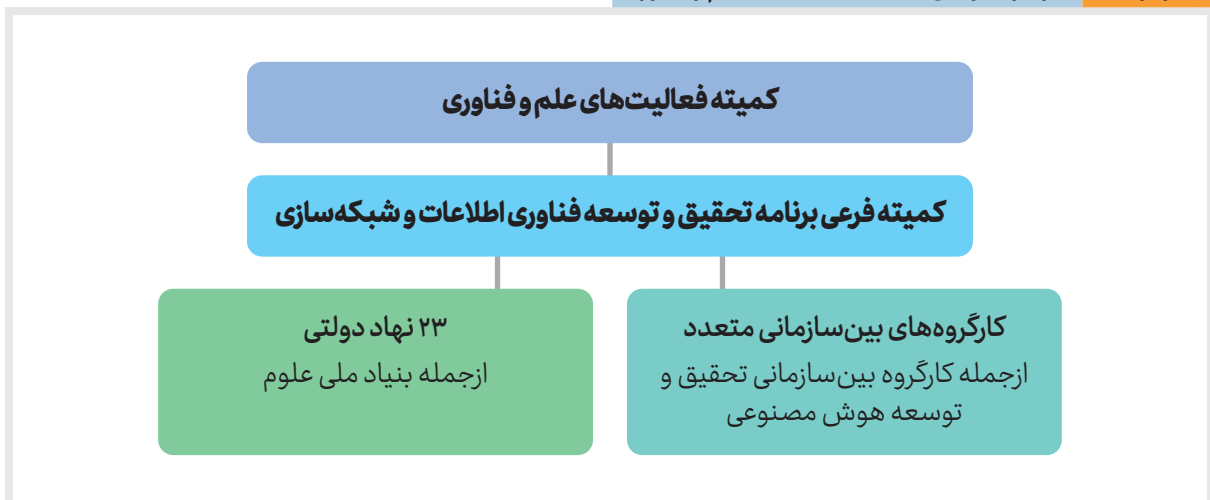 کمیته فعالیت‌های علم و فناوری
کمیته فرعی برنامه تحقیق و توسعه فناوری اطلاعات و شبکه‌سازی
کارگروه‌های بین‌سازمانی متعدد
ازجمله کارگروه بین‌سازمانی تحقیق و
توسعه هوش مصنوعی
۲۳ نهاد دولتی
ازجمله بنیاد ملی علوم